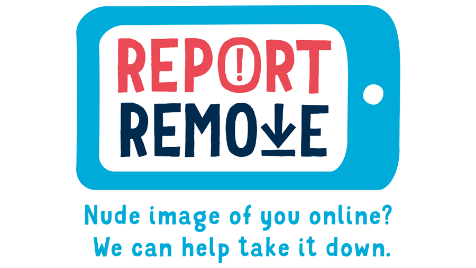 REPORT
REMOVE
Nude image of you online?
We can help take it down.